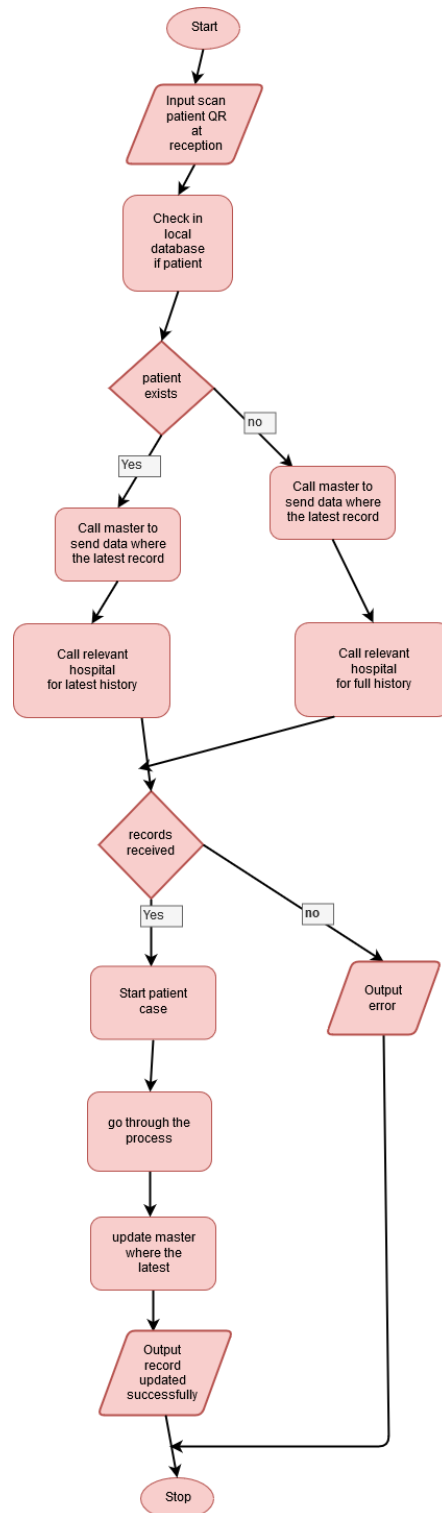 Start
Input scan
patient QR
at
reception
Check in
local
database
if patient
patient
exists
Yes
no
Call master to
send data where
the latest record
Call master to
send data where
the latest record
Call relevant
hospital
for latest history
Call relevant
hospital
for full history
records
received
Yes
no
Start patient
case
Output
error
go through the
process
update master
where the
latest
Output
record
updated
successfully
Stop